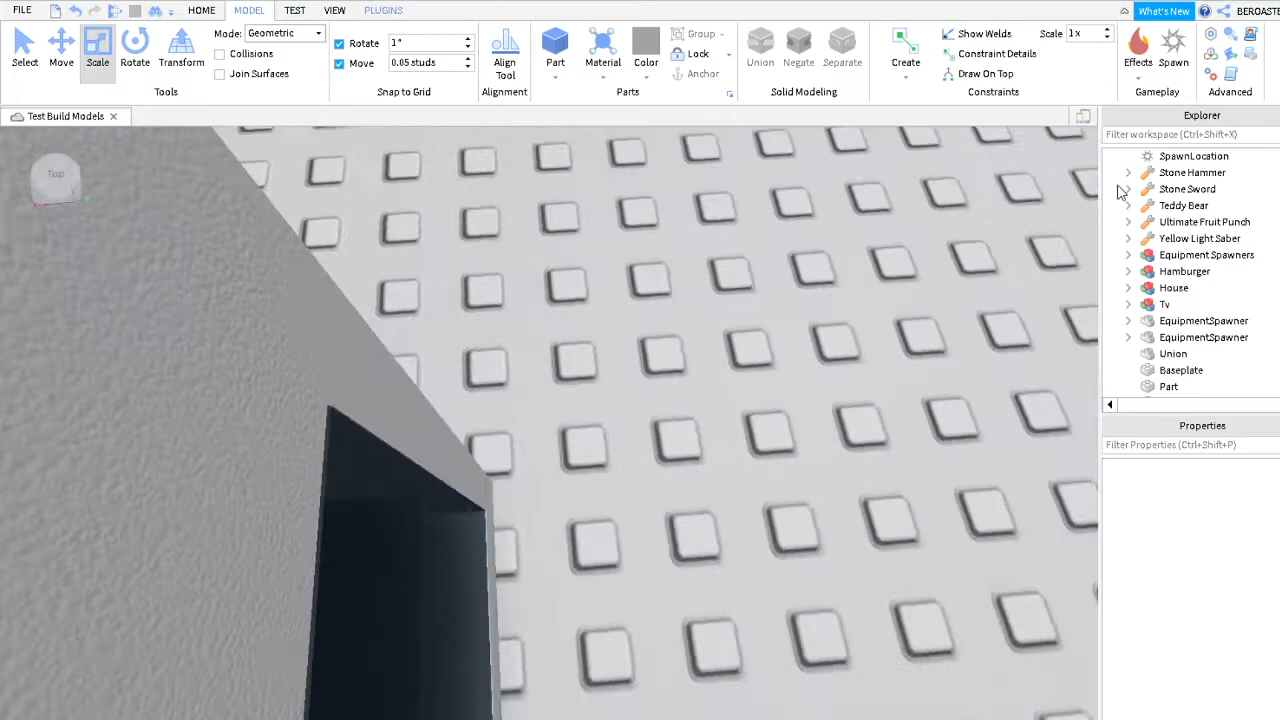 FILE HOME MODEL TEST VIEW PLUGINS What's New BEROASTE
Select Move Scale Rotate Transform
Mode: Geometric
Collisions
Join Surfaces
Tools
Rotate 1°
Move 0.05 studs
Snap to Grid
Align Tool
Alignment
Part Material Color
Group
Lock
Anchor
Parts
Union Negate Separate
Solid Modeling
Create
Show Welds
Constraint Details
Draw On Top
Scale 1x
Constraints
Effects Spawn
Gameplay
Advanced
Test Build Models
Top
Explorer
Filter workspace (Ctrl+Shift+X)
SpawnLocation
Stone Hammer
Stone Sword
Teddy Bear
Ultimate Fruit Punch
Yellow Light Saber
Equipment Spawners
Hamburger
House
Tv
EquipmentSpawner
EquipmentSpawner
Union
Baseplate
Part
Properties
Filter Properties (Ctrl+Shift+P)